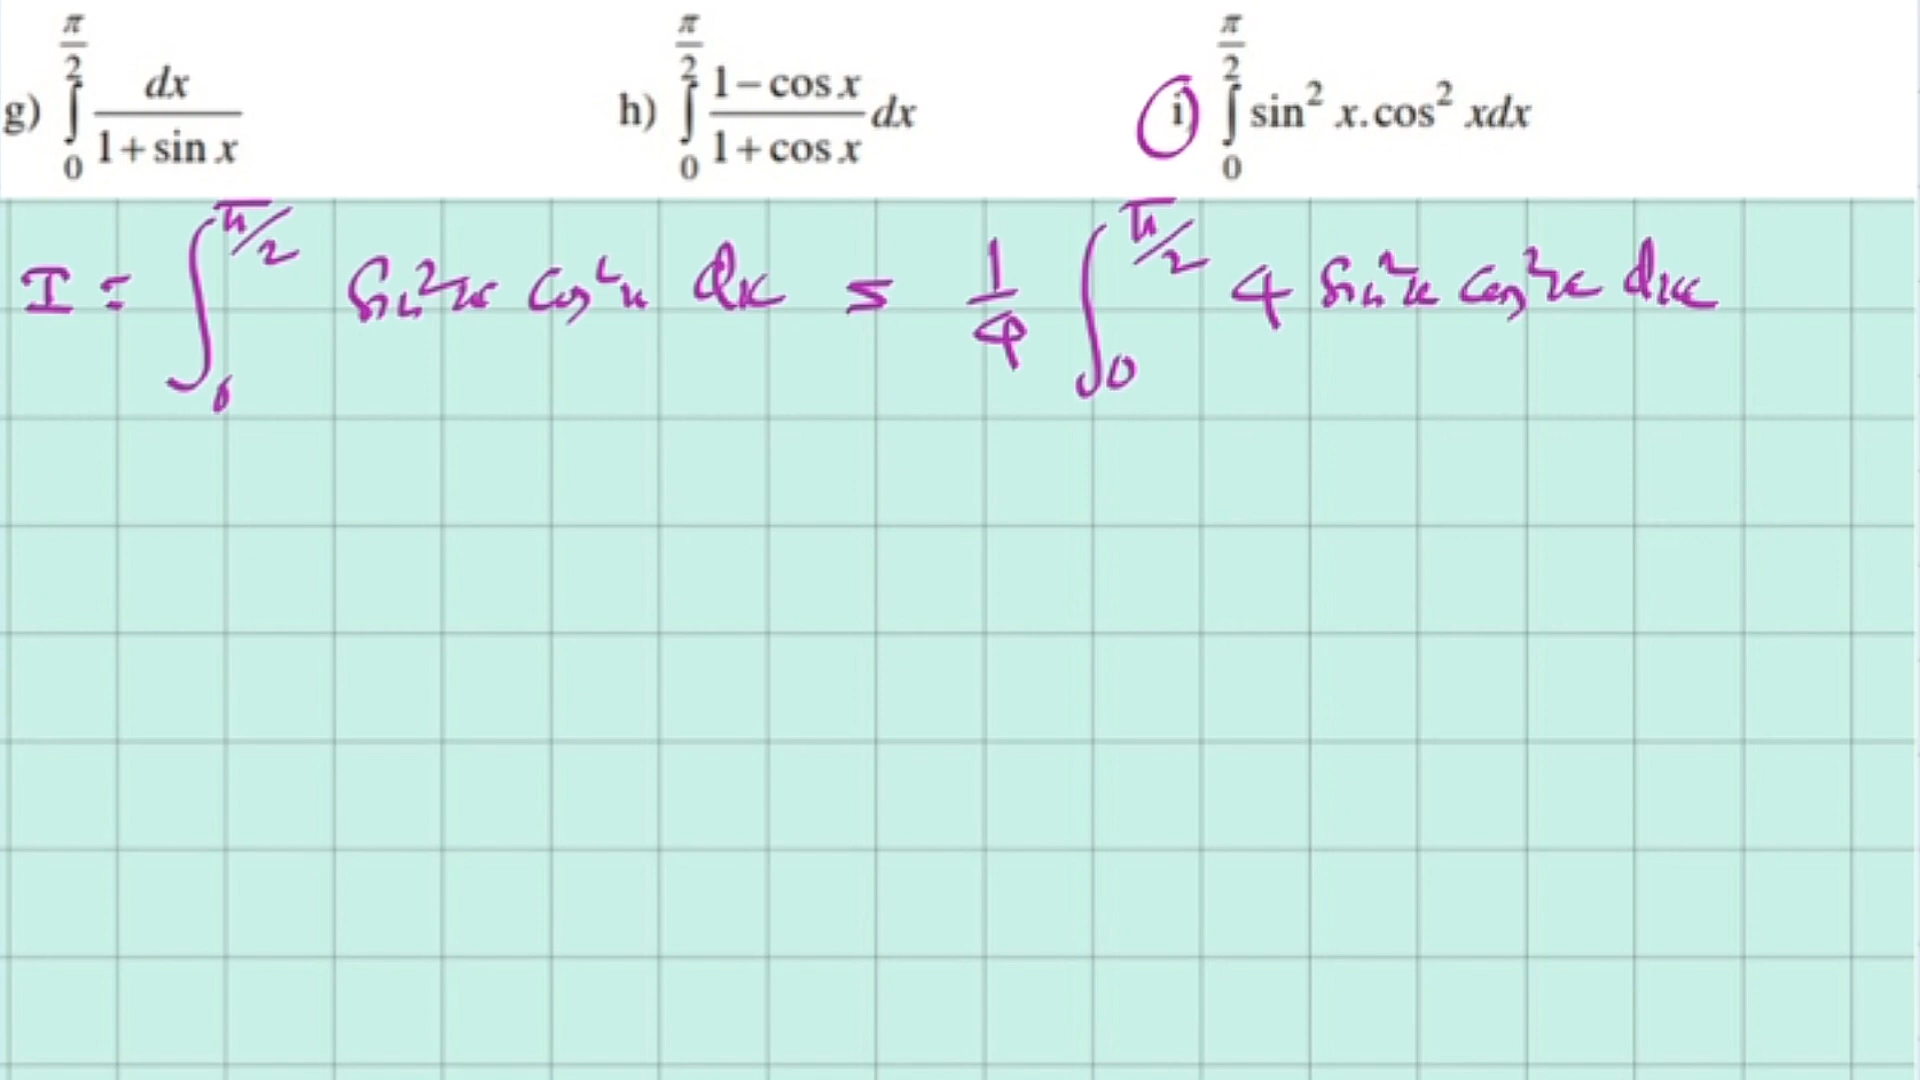 g) ∫₀^{π/2} dx/(1+sin x) h) ∫₀^{π/2} (1−cos x)/(1+cos x) dx i) ∫₀^{π/2} sin² x.cos² xdx
I = ∫₀^{π/2} Sin²x Cos²x dx = 1/4 ∫₀^{π/2} 4 Sin²x Cos²x dx